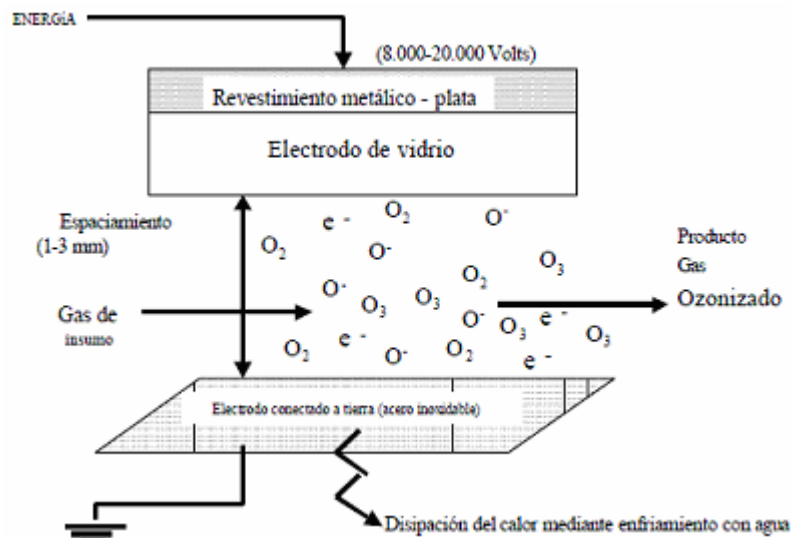 ENERGÍA
(8.000-20.000 Volts)
Revestimiento metálico - plata
Electrodo de vidrio
Espaciamiento
(1-3 mm)
e -
O2
O-
O2
O-
O3
Producto
Gas
Ozonizado
Gas de
insumo
O-
O3
O3
O2
O-
O3
e -
O3
O2
e -
O-
O2
e -
Electrodo conectado a tierra (acero inoxidable)
Disipación del calor mediante enfriamiento con agua